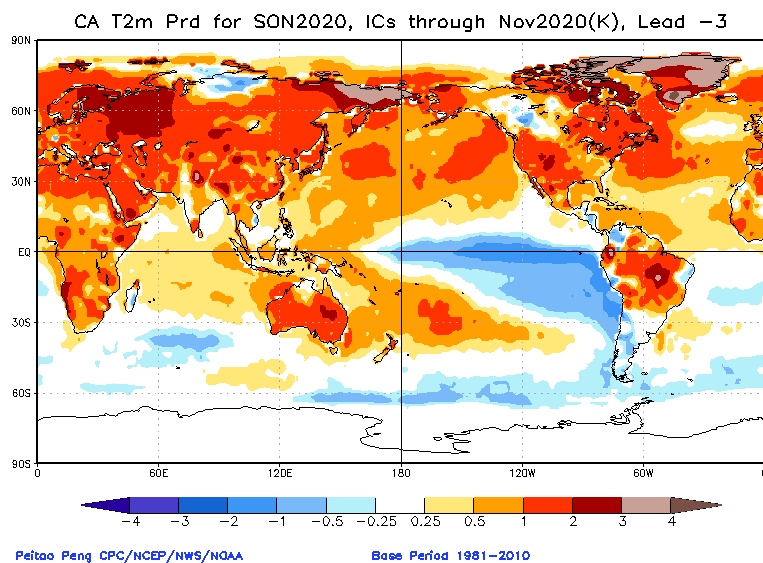 CA T2m Prd for SON2020, ICs through Nov2020(K), Lead −3
90N
60N
30N
EQ
30S
60S
90S
0 60E 120E 180 120W 60W 0
−4 −3 −2 −1 −0.5 −0.25 0.25 0.5 1 2 3 4
Peitao Peng CPC/NCEP/NWS/NOAA Base Period 1981−2010